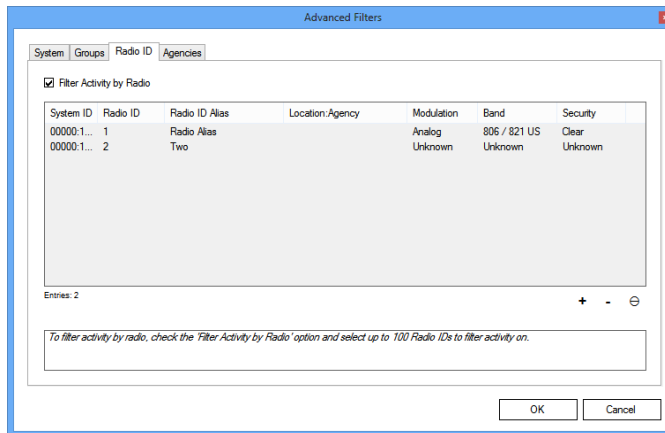 Advanced Filters
System Groups Radio ID Agencies
Filter Activity by Radio
System ID Radio ID Radio ID Alias Location:Agency Modulation Band Security
00000:1... 1 Radio Alias Analog 806 / 821 US Clear
00000:1... 2 Two Unknown Unknown Unknown
Entries: 2
+ -
To filter activity by radio, check the 'Filter Activity by Radio' option and select up to 100 Radio IDs to filter activity on.
OK Cancel